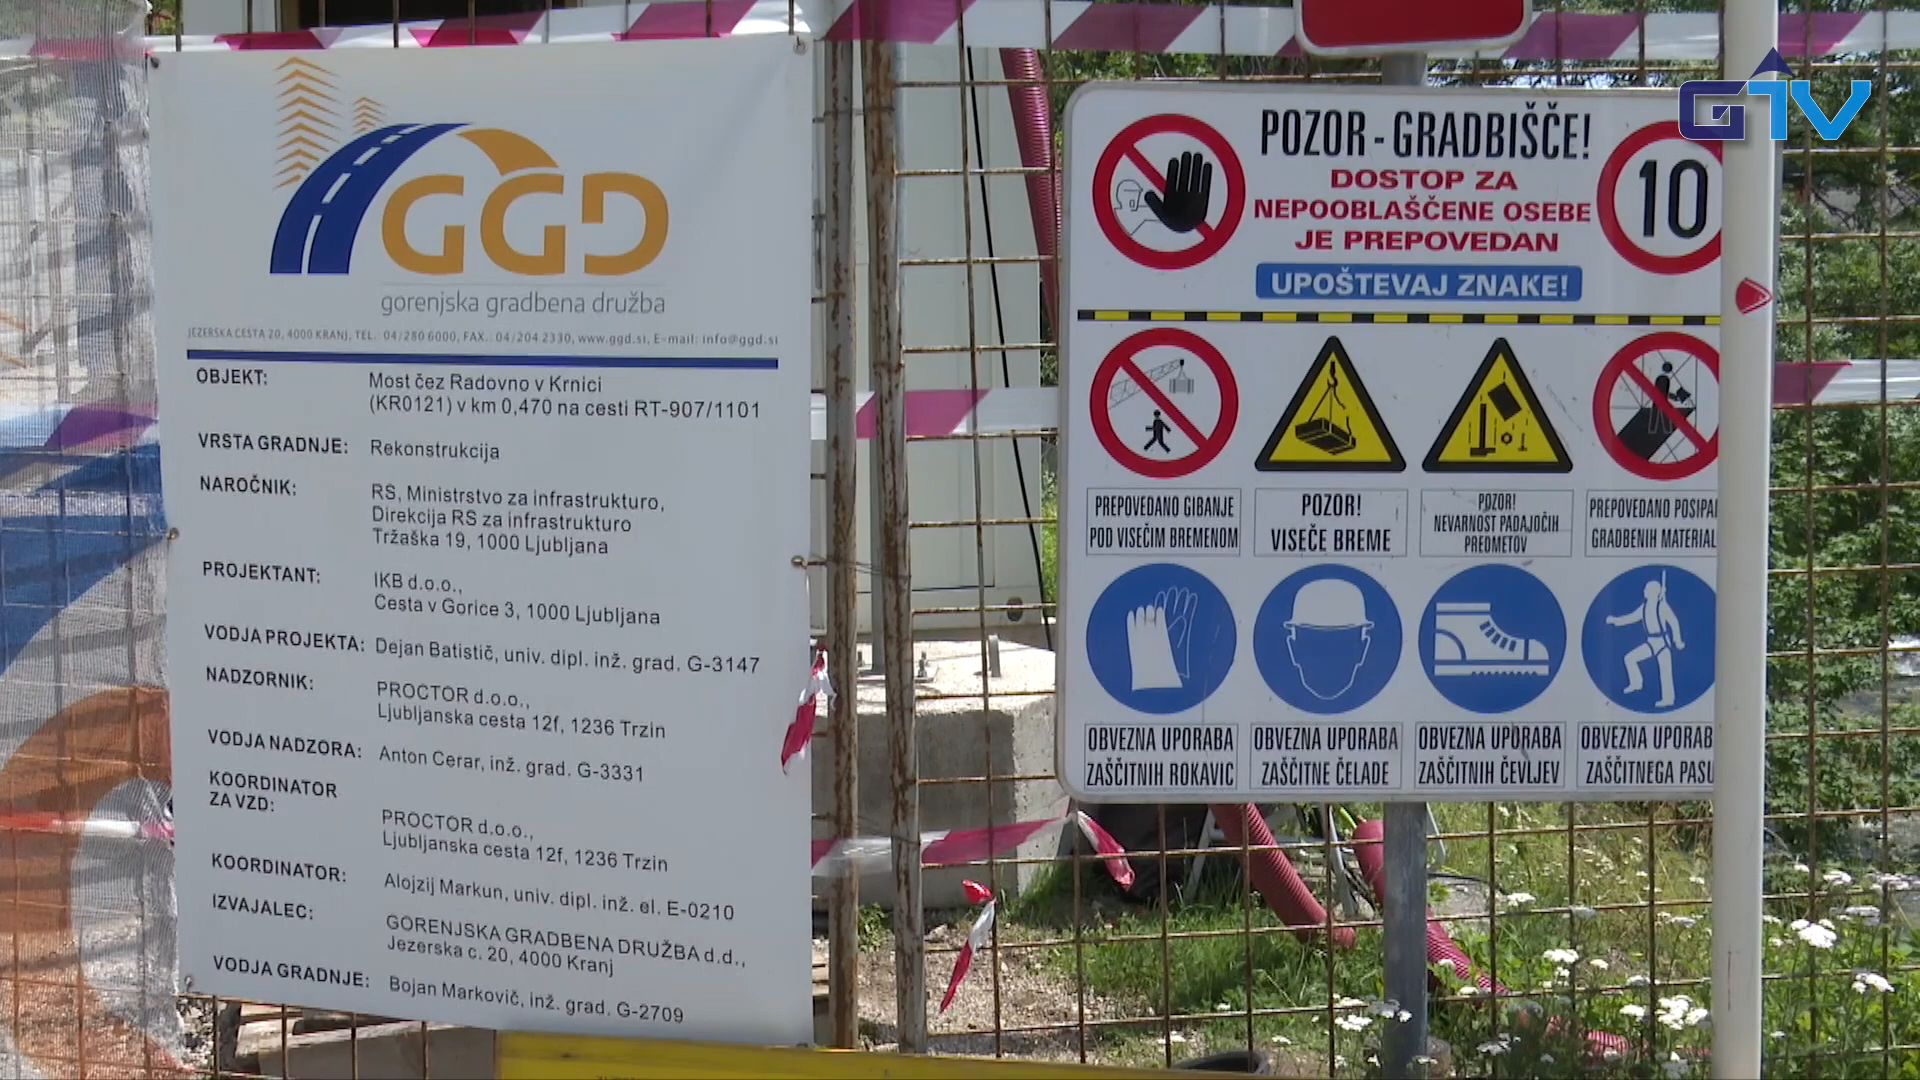 GGD
gorenjska gradbena družba
JEZERSKA CESTA 20, 4000 KRANJ, TEL. 04/280 6000, FAX.: 04/204 2330, www.ggd.si, E-mail: info@ggd.si
OBJEKT: Most čez Radovno v Krnici
(KR0121) v km 0,470 na cesti RT-907/1101
VRSTA GRADNJE: Rekonstrukcija
NAROČNIK: RS, Ministrstvo za infrastrukturo,
Direkcija RS za infrastrukturo
Tržaška 19, 1000 Ljubljana
PROJEKTANT: IKB d.o.o.,
Cesta v Gorice 3, 1000 Ljubljana
VODJA PROJEKTA: Dejan Batistič, univ. dipl. inž. grad. G-3147
NADZORNIK: PROCTOR d.o.o.,
Ljubljanska cesta 12f, 1236 Trzin
VODJA NADZORA: Anton Cerar, inž. grad. G-3331
KOORDINATOR
ZA VZD: PROCTOR d.o.o.,
Ljubljanska cesta 12f, 1236 Trzin
KOORDINATOR: Alojzij Markun, univ. dipl. inž. el. E-0210
IZVAJALEC: GORENJSKA GRADBENA DRUŽBA d.d.,
Jezerska c. 20, 4000 Kranj
VODJA GRADNJE: Bojan Markovič, inž. grad. G-2709
GTV
POZOR - GRADBIŠČE!
DOSTOP ZA
NEPOOBLAŠČENE OSEBE
JE PREPOVEDAN
UPOŠTEVAJ ZNAKE!
10
PREPOVEDANO GIBANJE
POD VISEČIM BREMENOM
POZOR!
VISEČE BREME
POZOR!
NEVARNOST PADAJOČIH
PREDMETOV
PREPOVEDANO POSIPA
GRADBENIH MATERIAL
OBVEZNA UPORABA
ZAŠČITNIH ROKAVIC
OBVEZNA UPORABA
ZAŠČITNE ČELADE
OBVEZNA UPORABA
ZAŠČITNIH ČEVLJEV
OBVEZNA UPORAB
ZAŠČITNEGA PASU